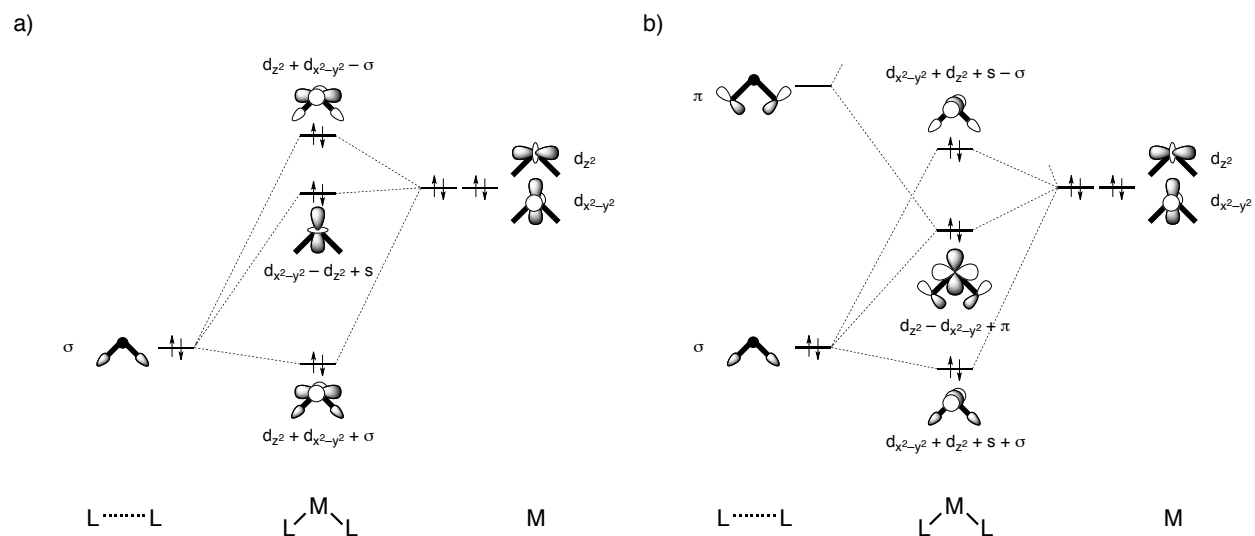 a)
d_z² + d_x²–y² – σ
d_z²
d_x²–y²
d_x²–y² – d_z² + s
σ
d_z² + d_x²–y² + σ
L L
M
L L
M
b)
π
d_x²–y² + d_z² + s – σ
d_z²
d_x²–y²
d_z² – d_x²–y² + π
σ
d_x²–y² + d_z² + s + σ
L L
M
L L
M